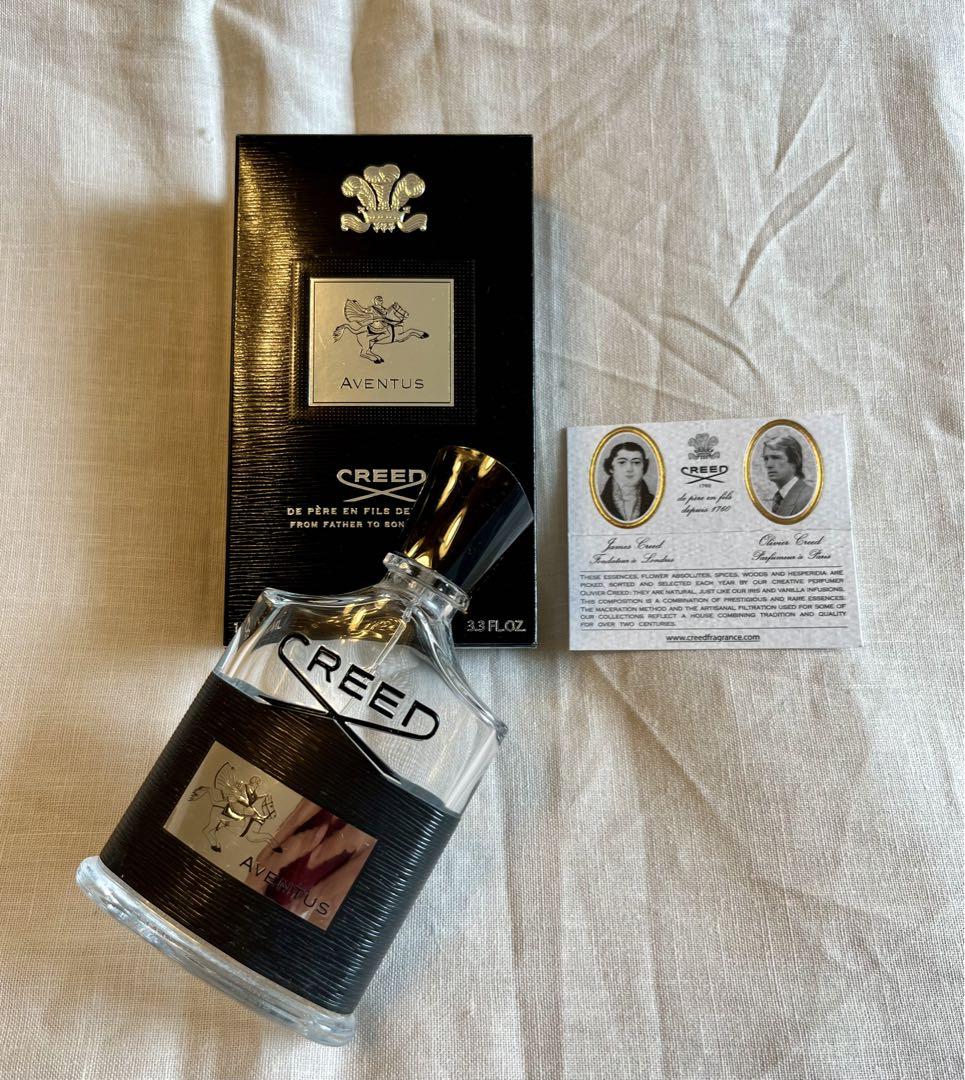 AVENTUS
CREED
DE PÈRE EN FILS DE
FROM FATHER TO SON
3.3 FL.OZ.
CREED
AVENTUS
CREED
1760
de père en fils
depuis 1760
James Creed
Fondateur à Londres
Olivier Creed
Parfumeur à Paris
THESE ESSENCES, FLOWER ABSOLUTES, SPICES, WOODS AND HESPERIDIA ARE
PICKED, SORTED AND SELECTED EACH YEAR BY OUR CREATIVE PERFUMER
OLIVIER CREED: THEY ARE NATURAL, JUST LIKE OUR IRIS AND VANILLA INFUSIONS.
THIS COMPOSITION IS A COMBINATION OF PRESTIGIOUS AND RARE ESSENCES.
THE MACERATION METHOD AND THE ARTISANAL FILTRATION USED FOR SOME OF
OUR COLLECTIONS REFLECT A HOUSE COMBINING TRADITION AND QUALITY
FOR OVER TWO CENTURIES.
www.creedfragrance.com